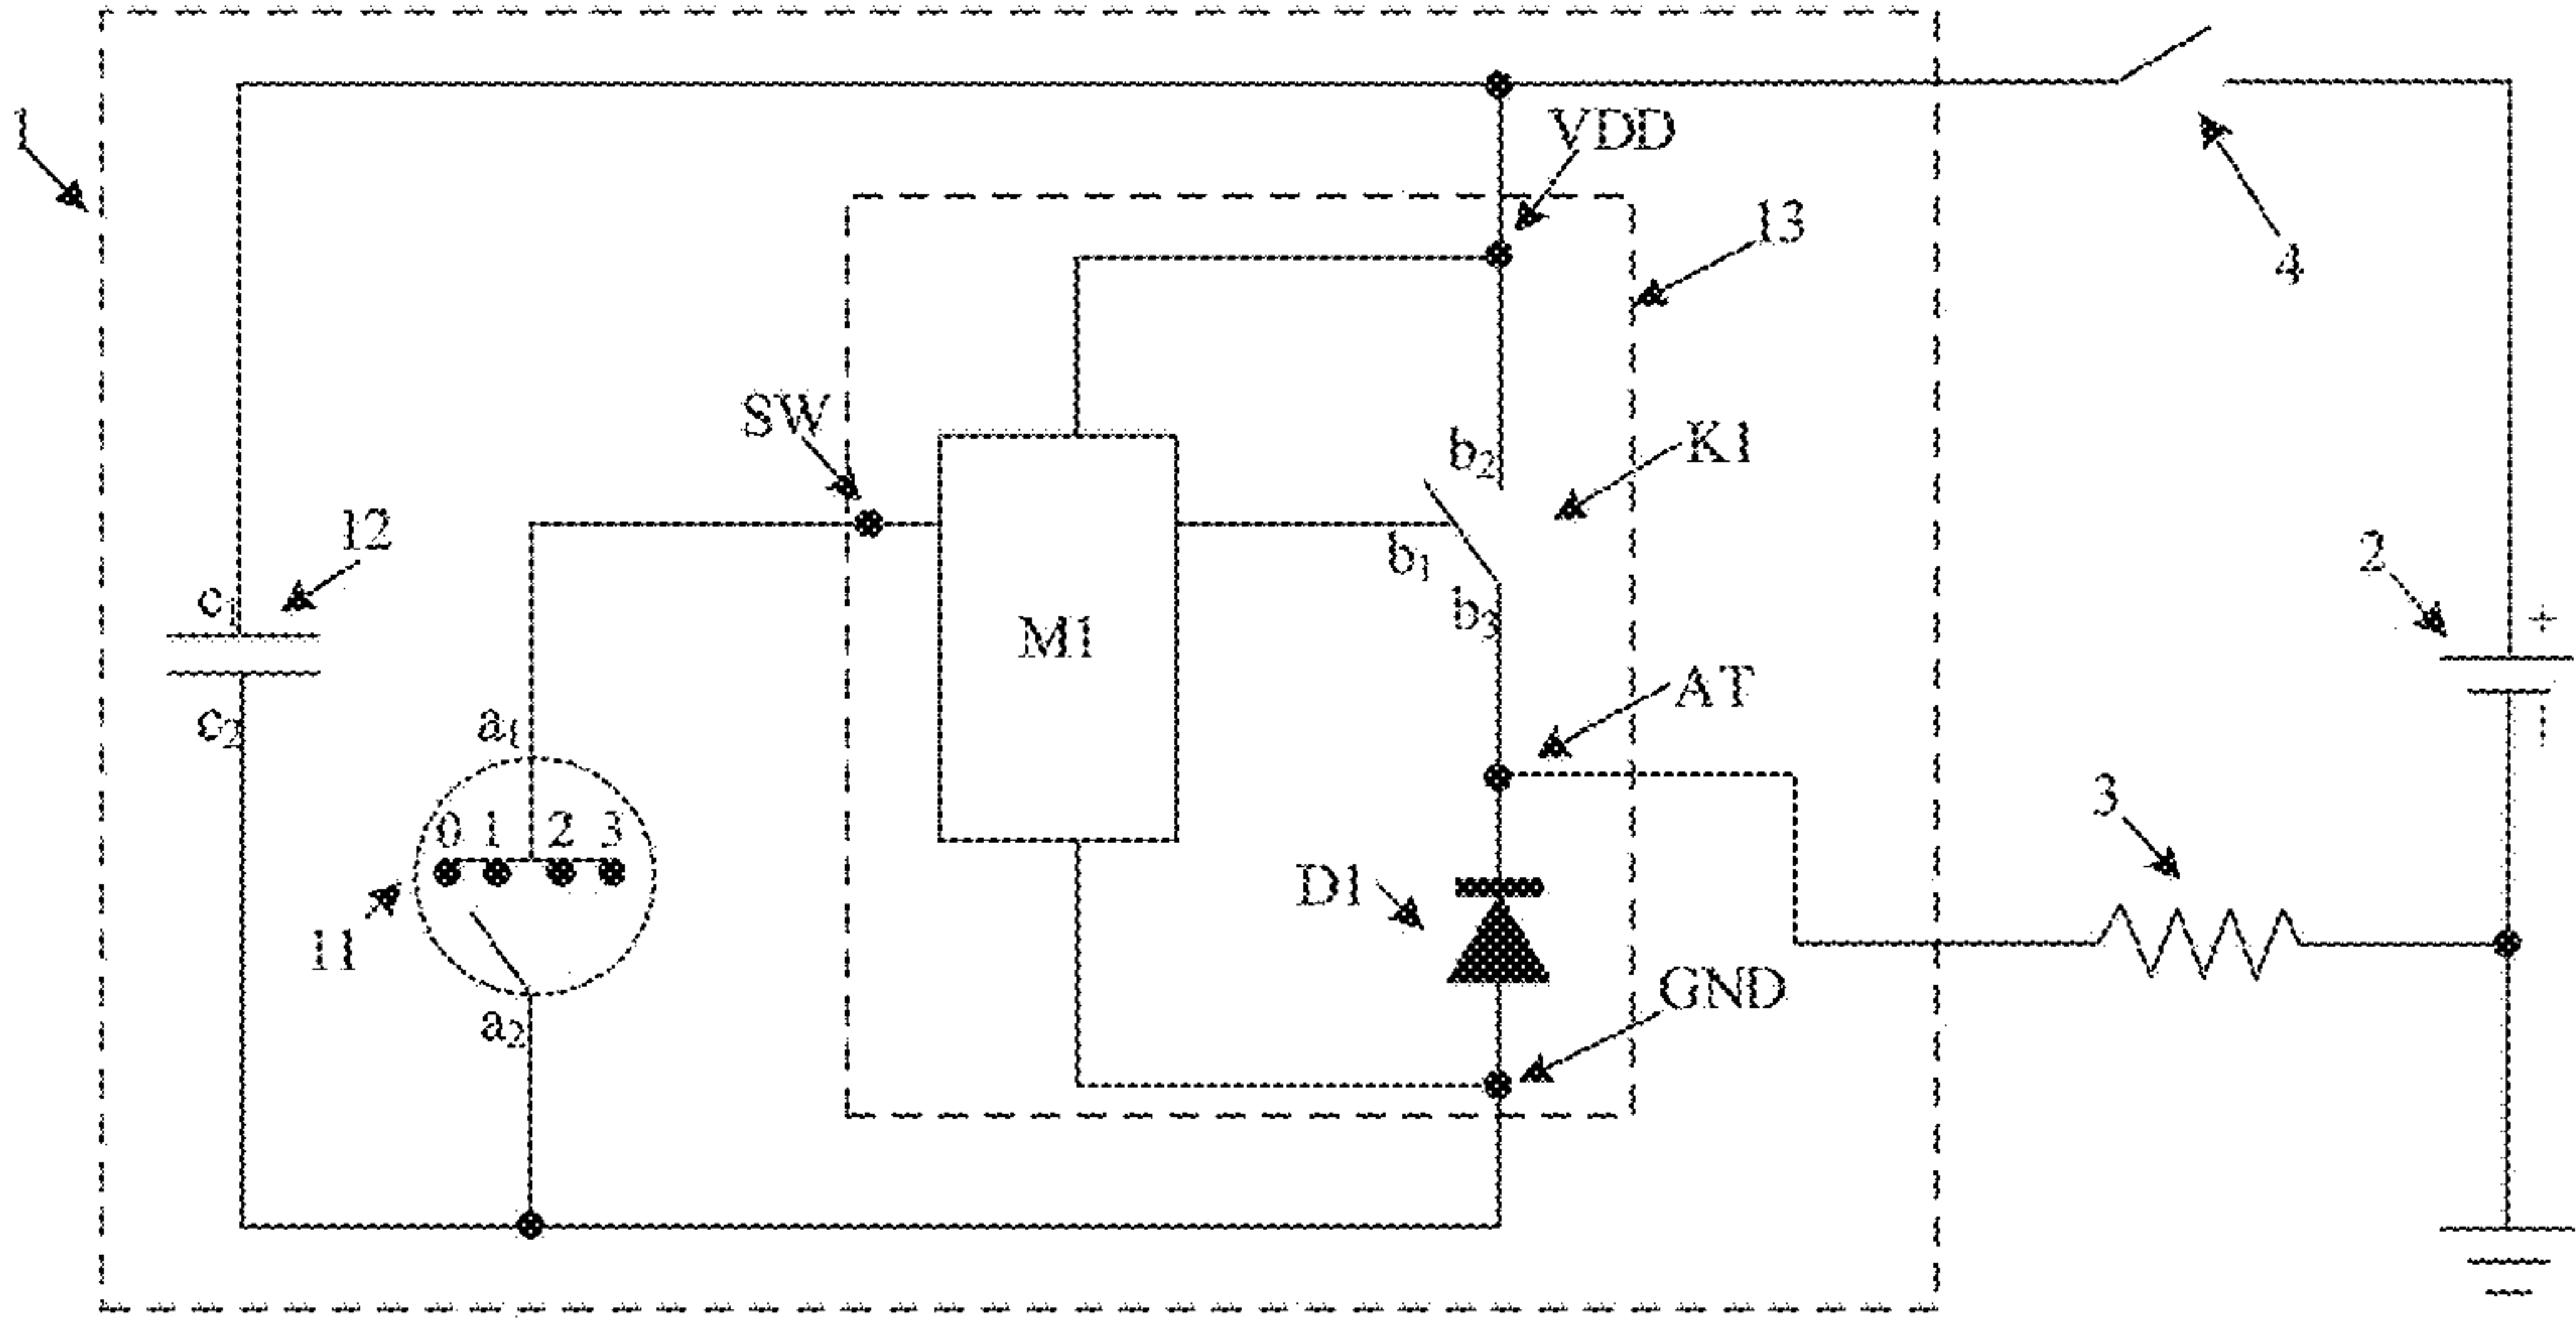 1
VDD
13
4
SW
b₂
K1
12
c₁
b₁
2
+
b₃
M1
AT
c₂
a₁
−
3
0 1 2 3
D1
11
GND
a₂